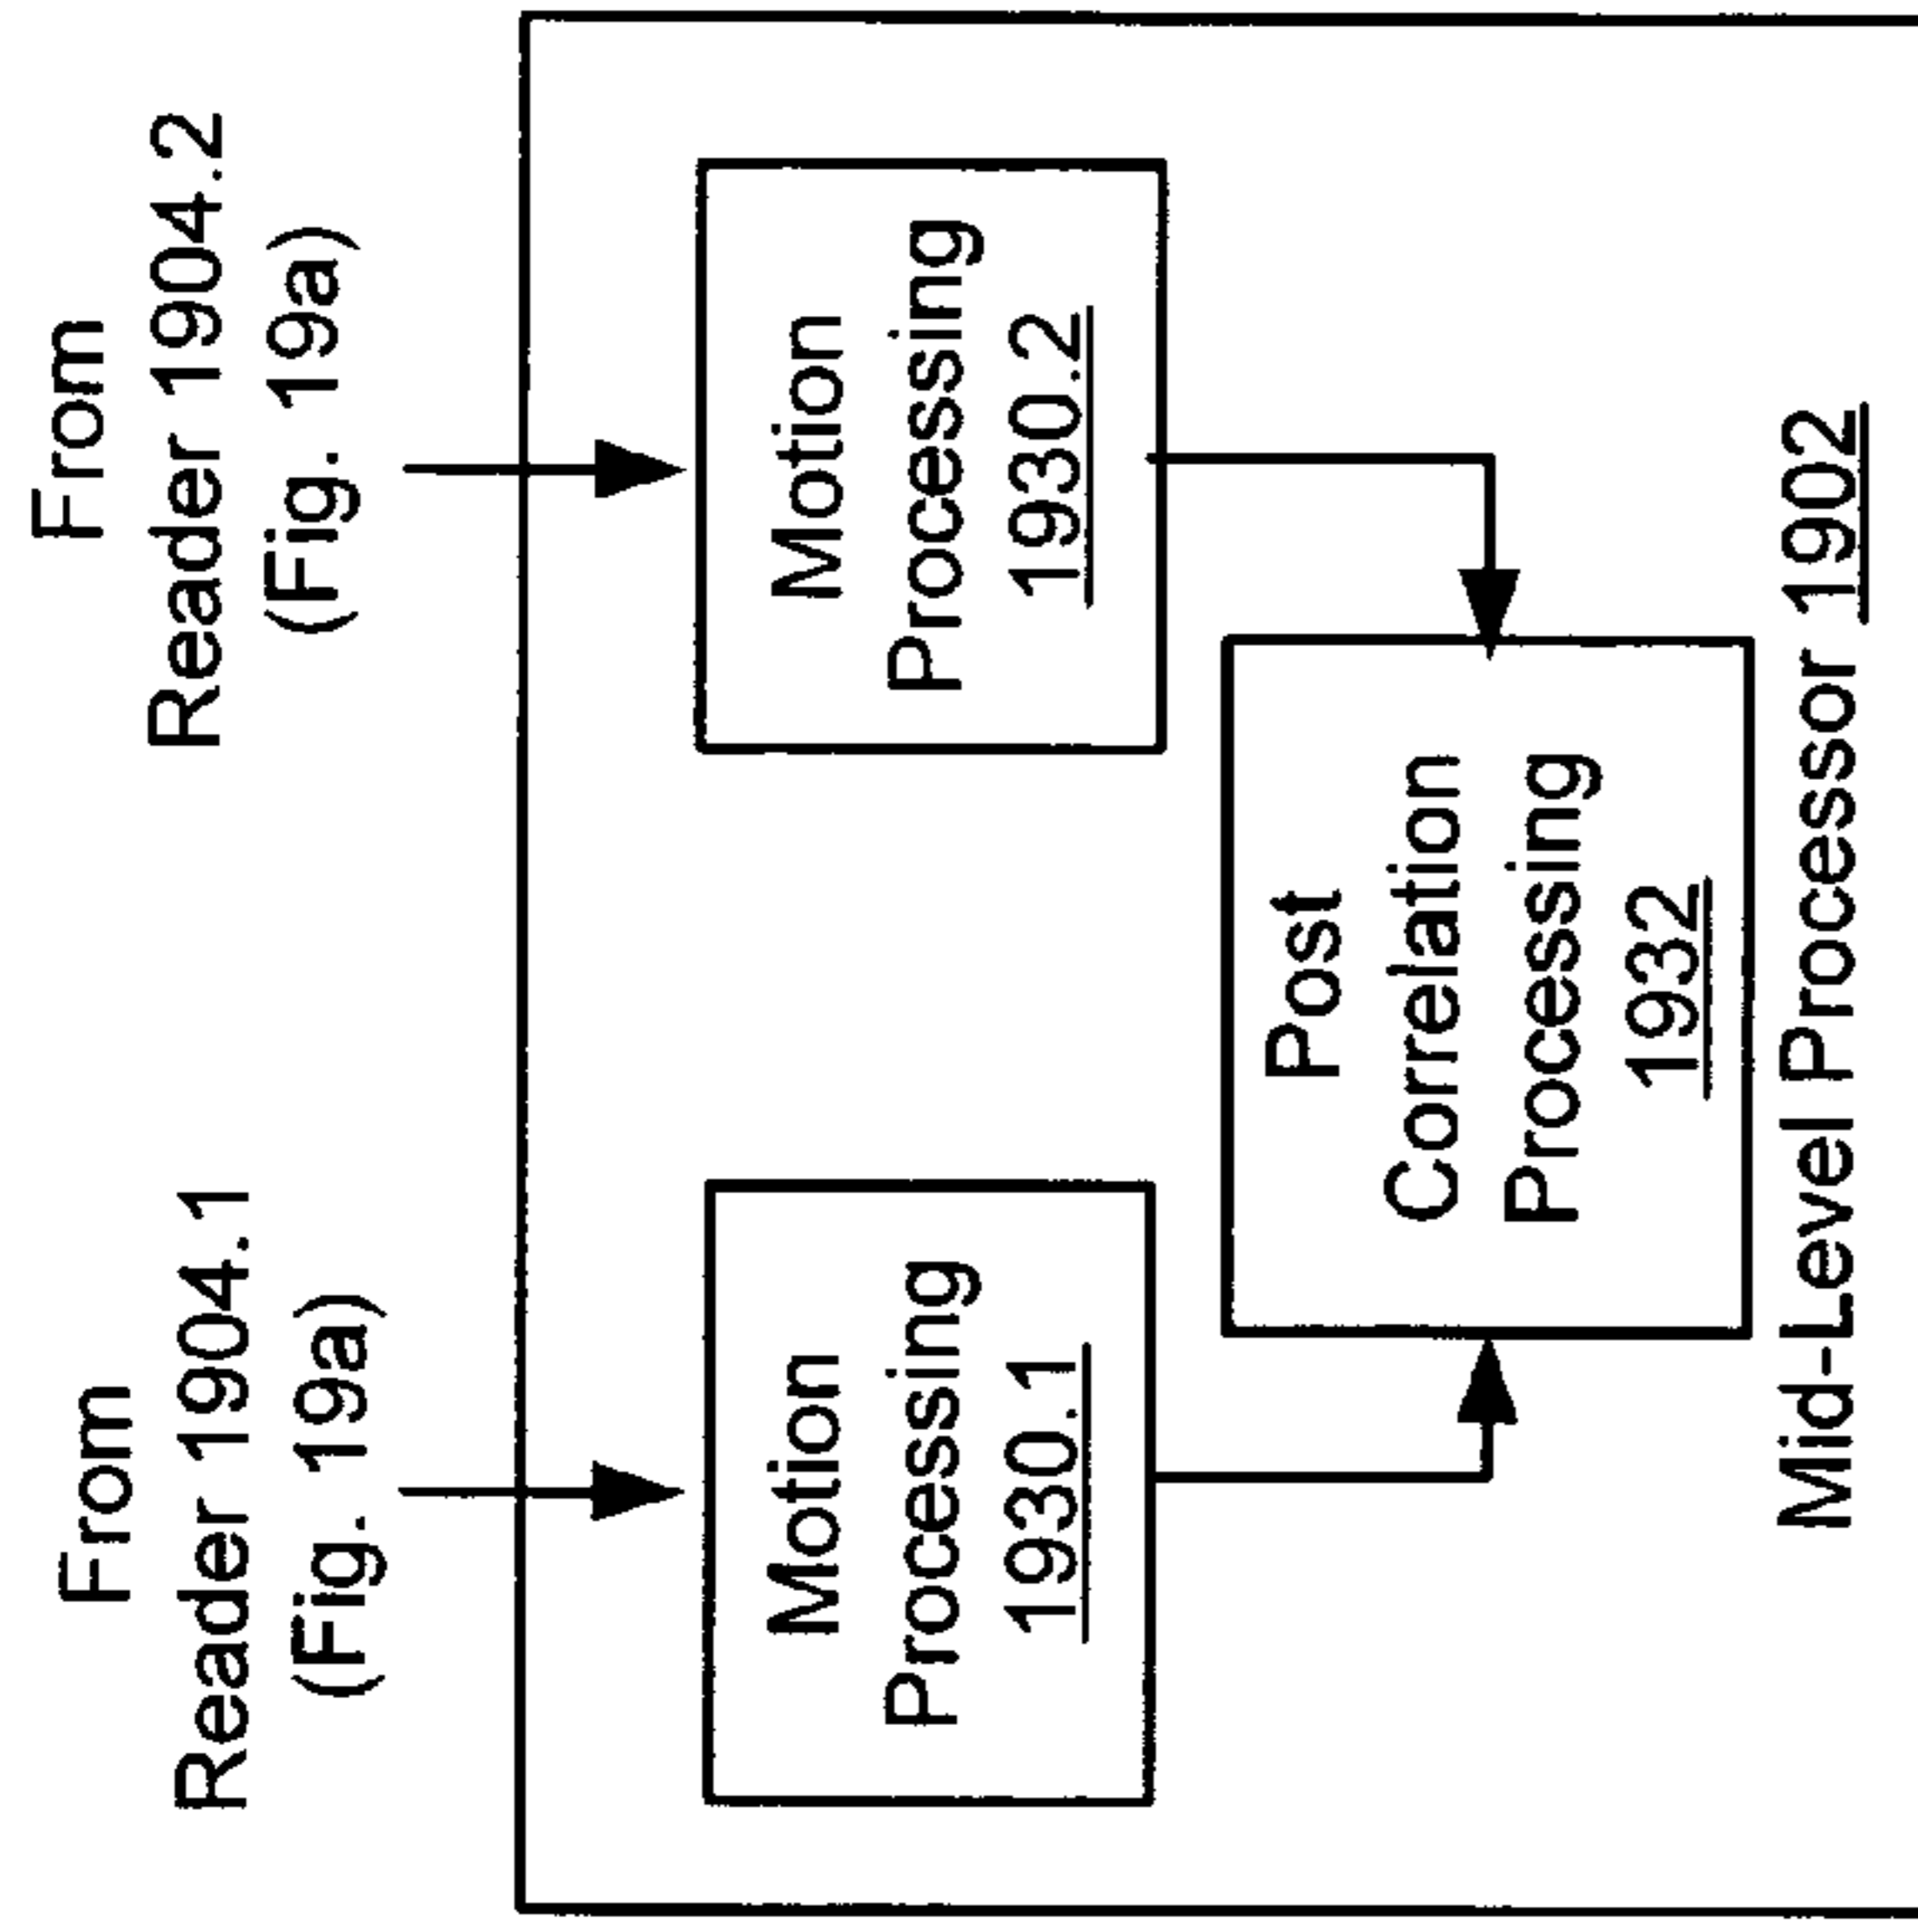 From
Reader 1904.1
(Fig. 19a)
From
Reader 1904.2
(Fig. 19a)
Motion
Processing
1930.1
Motion
Processing
1930.2
Post
Correlation
Processing
1932
Mid-Level Processor 1902